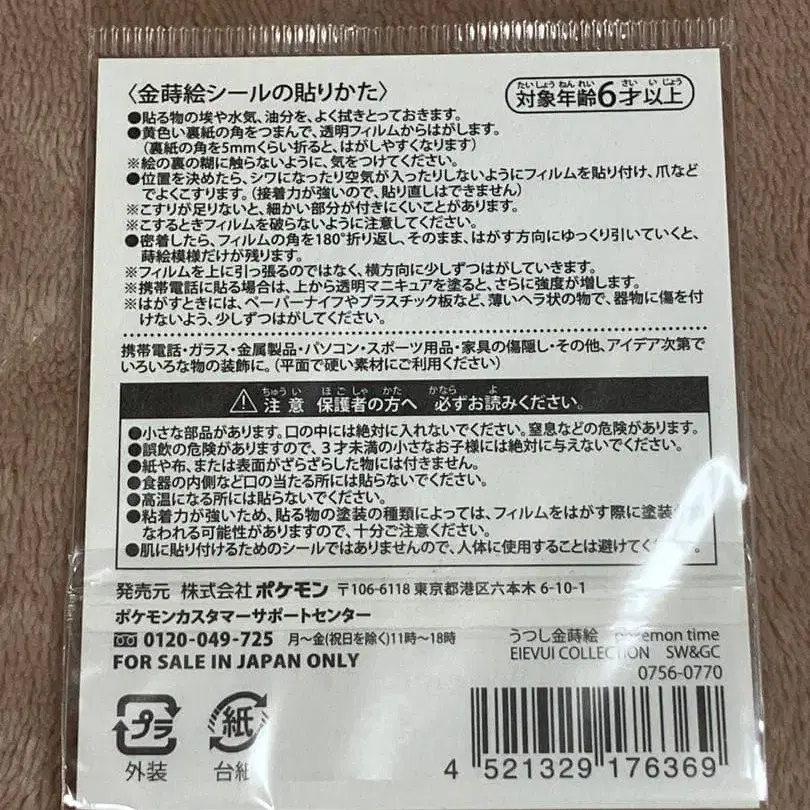 〈金蒔絵シールの貼りかた〉
たいしょうねんれい さいいじょう
対象年齢6才以上
●貼る物の埃や水気、油分を、よく拭きとっておきます。
●黄色い裏紙の角をつまんで、透明フィルムからはがします。
(裏紙の角を5mmくらい折ると、はがしやすくなります)
※絵の裏の糊に触らないように、気をつけてください。
●位置を決めたら、シワになったり空気が入ったりしないようにフィルムを貼り付け、爪など
でよくこすります。(接着力が強いので、貼り直しはできません)
※こすりが足りないと、細かい部分が付きにくいことがあります。
※こするときフィルムを破らないように注意してください。
●密着したら、フィルムの角を180°折り返し、そのまま、はがす方向にゆっくり引いていくと、
蒔絵模様だけが残ります。
※フィルムを上に引っ張るのではなく、横方向に少しずつはがしていきます。
※携帯電話に貼る場合は、上から透明マニキュアを塗ると、さらに強度が増します。
※はがすときには、ペーパーナイフやプラスチック板など、薄いヘラ状の物で、器物に傷を付
けないよう、少しずつはがしてください。
携帯電話・ガラス・金属製品・パソコン・スポーツ用品・家具の傷隠し・その他、アイデア次第で
いろいろな物の装飾に。(平面で硬い素材にご利用ください)
ちゅうい ほごしゃ かた かなら よ
注意 保護者の方へ 必ずお読みください。
●小さな部品があります。口の中には絶対に入れないでください。窒息などの危険があります。
●誤飲の危険がありますので、3才未満の小さなお子様には絶対に与えないでください。
●紙や布、または表面がざらざらした物には付きません。
●食器の内側など口の当たる所には貼らないでください。
●高温になる所には貼らないでください。
●粘着力が強いため、貼る物の塗装の種類によっては、フィルムをはがす際に塗装
なわれる可能性がありますので、十分ご注意ください。
●肌に貼り付けるためのシールではありませんので、人体に使用することは避けてください。
発売元 株式会社ポケモン 〒106-6118 東京都港区六本木 6-10-1
ポケモンカスタマーサポートセンター
0120-049-725 月〜金(祝日を除く)11時〜18時
FOR SALE IN JAPAN ONLY
うつし金蒔絵 pokemon time
EIEVUI COLLECTION SW&GC
0756-0770
プラ
外装
紙
台紙
4 521329 176369